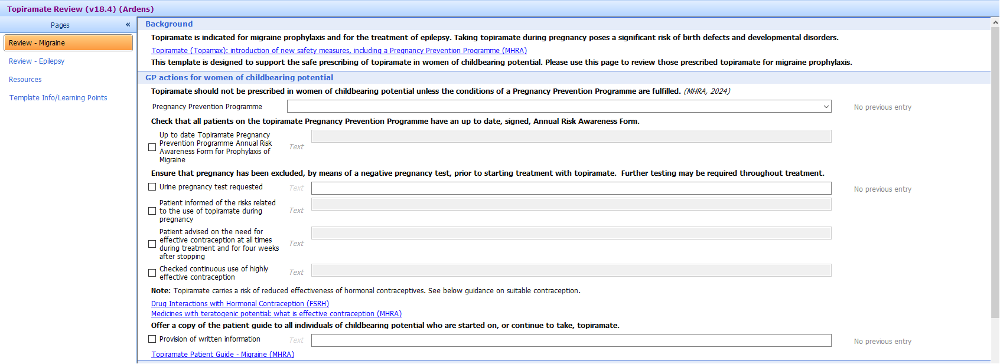 Topiramate Review (v18.4) (Ardens)
Pages «
Review - Migraine
Review - Epilepsy
Resources
Template Info/Learning Points
Background
Topiramate is indicated for migraine prophylaxis and for the treatment of epilepsy. Taking topiramate during pregnancy poses a significant risk of birth defects and developmental disorders.
Topiramate (Topamax): introduction of new safety measures, including a Pregnancy Prevention Programme (MHRA)
This template is designed to support the safe prescribing of topiramate in women of childbearing potential. Please use this page to review those prescribed topiramate for migraine prophylaxis.
GP actions for women of childbearing potential
Topiramate should not be prescribed in women of childbearing potential unless the conditions of a Pregnancy Prevention Programme are fulfilled. (MHRA, 2024)
Pregnancy Prevention Programme No previous entry
Check that all patients on the topiramate Pregnancy Prevention Programme have an up to date, signed, Annual Risk Awareness Form.
Up to date Topiramate Pregnancy
Prevention Programme Annual Risk
Awareness Form for Prophylaxis of
Migraine
Text
Ensure that pregnancy has been excluded, by means of a negative pregnancy test, prior to starting treatment with topiramate.  Further testing may be required throughout treatment.
Urine pregnancy test requested Text No previous entry
Patient informed of the risks related
to the use of topiramate during
pregnancy
Text
Patient advised on the need for
effective contraception at all times
during treatment and for four weeks
after stopping
Text
Checked continuous use of highly
effective contraception
Text
Note: Topiramate carries a risk of reduced effectiveness of hormonal contraceptives. See below guidance on suitable contraception.
Drug Interactions with Hormonal Contraception (FSRH)
Medicines with teratogenic potential: what is effective contraception (MHRA)
Offer a copy of the patient guide to all individuals of childbearing potential who are started on, or continue to take, topiramate.
Provision of written information Text No previous entry
Topiramate Patient Guide - Migraine (MHRA)